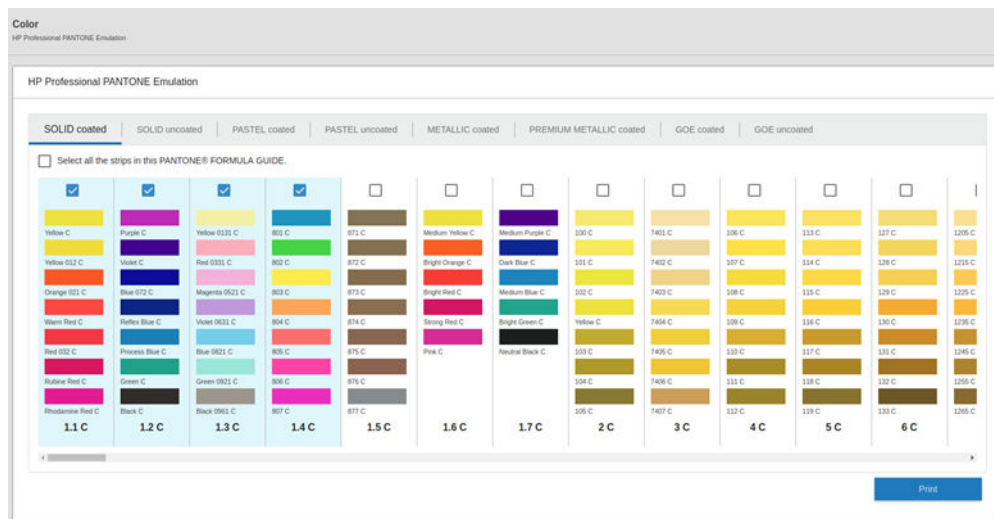 Color
HP Professional PANTONE Emulation
HP Professional PANTONE Emulation
SOLID coated SOLID uncoated PASTEL coated PASTEL uncoated METALLIC coated PREMIUM METALLIC coated GOE coated GOE uncoated
Select all the strips in this PANTONE® FORMULA GUIDE.
Yellow C Purple C Yellow 0131 C 801 C 871 C Medium Yellow C Medium Purple C 100 C 7401 C 106 C 113 C 127 C 1205 C
Yellow 012 C Violet C Red 0331 C 802 C 872 C Bright Orange C Dark Blue C 101 C 7402 C 107 C 114 C 128 C 1215 C
Orange 021 C Blue 072 C Magenta 0521 C 803 C 873 C Bright Red C Medium Blue C 102 C 7403 C 108 C 115 C 129 C 1225 C
Warm Red C Reflex Blue C Violet 0631 C 804 C 874 C Strong Red C Bright Green C Yellow C 7404 C 109 C 116 C 130 C 1235 C
Red 032 C Process Blue C Blue 0821 C 805 C 875 C Pink C Neutral Black C 103 C 7405 C 110 C 117 C 131 C 1245 C
Rubine Red C Green C Green 0921 C 806 C 876 C 104 C 7406 C 111 C 118 C 132 C 1255 C
Rhodamine Red C Black C Black 0961 C 807 C 877 C 105 C 7407 C 112 C 119 C 133 C 1265 C
1.1 C 1.2 C 1.3 C 1.4 C 1.5 C 1.6 C 1.7 C 2 C 3 C 4 C 5 C 6 C
Print